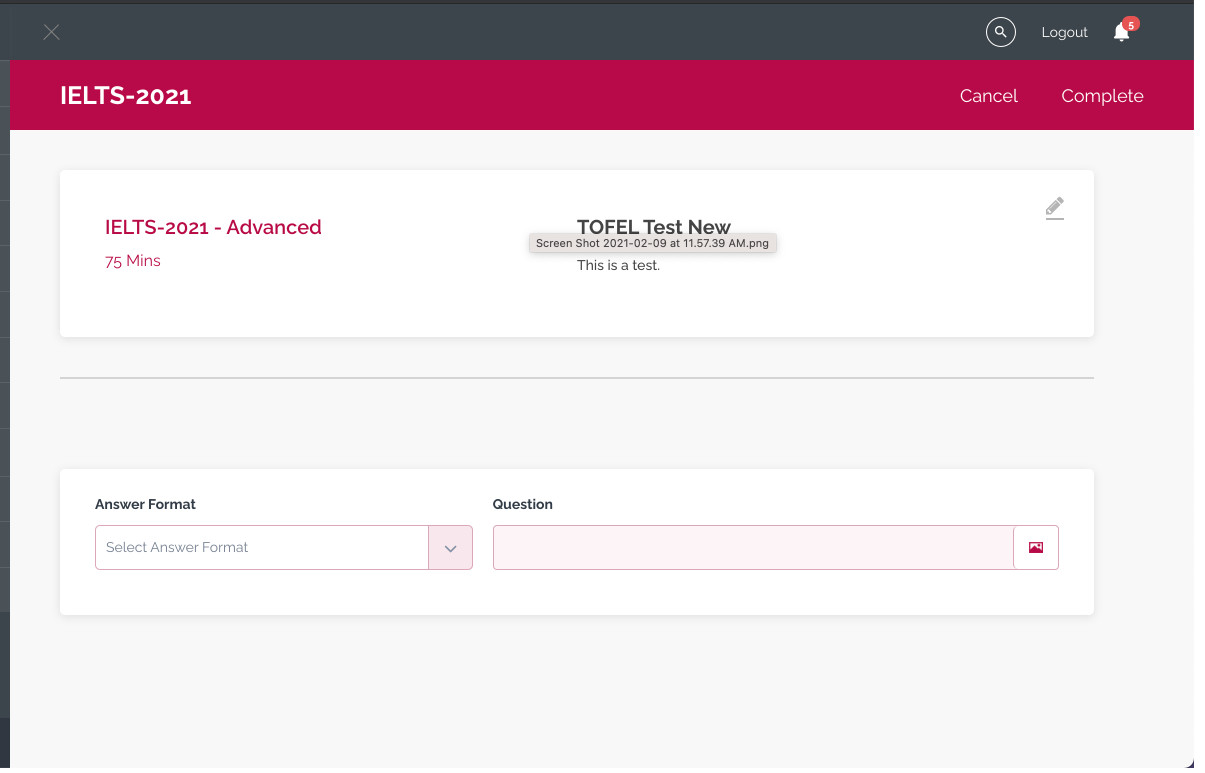 Logout
5
IELTS-2021
Cancel
Complete
IELTS-2021 - Advanced
75 Mins
TOFEL Test New
Screen Shot 2021-02-09 at 11.57.39 AM.png
This is a test.
Answer Format
Question
Select Answer Format